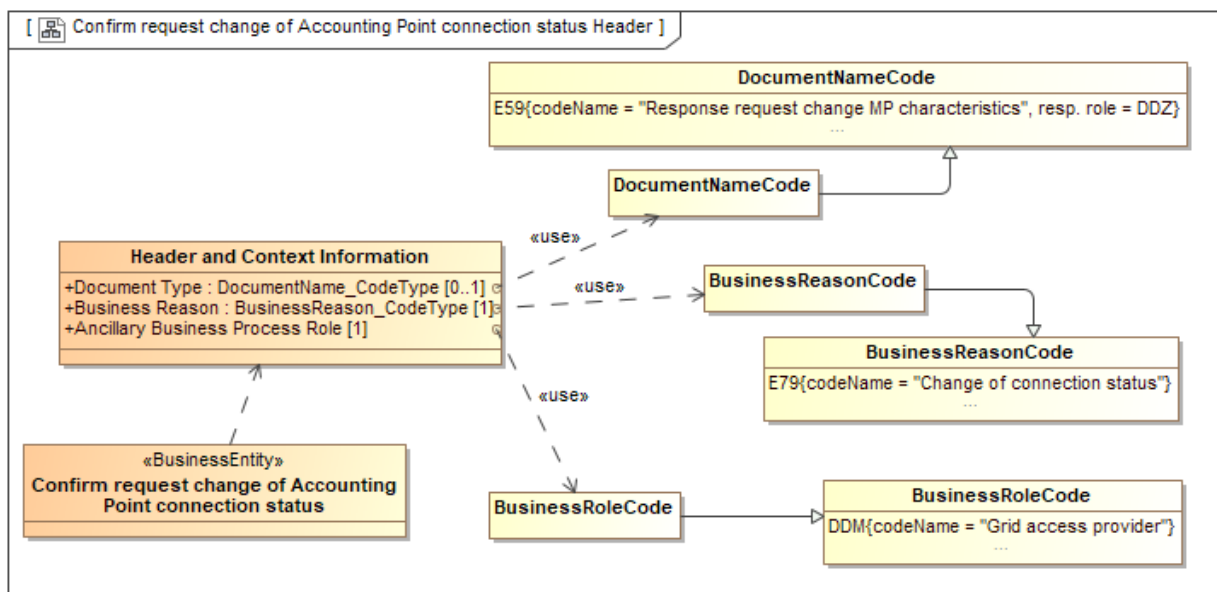 [ Confirm request change of Accounting Point connection status Header ]
DocumentNameCode
E59{codeName = "Response request change MP characteristics", resp. role = DDZ}
...
DocumentNameCode
«use»
Header and Context Information
+Document Type : DocumentName_CodeType [0..1]
+Business Reason : BusinessReason_CodeType [1]
+Ancillary Business Process Role [1]
«use»
BusinessReasonCode
BusinessReasonCode
E79{codeName = "Change of connection status"}
...
«use»
«BusinessEntity»
Confirm request change of Accounting
Point connection status
BusinessRoleCode
BusinessRoleCode
DDM{codeName = "Grid access provider"}
...